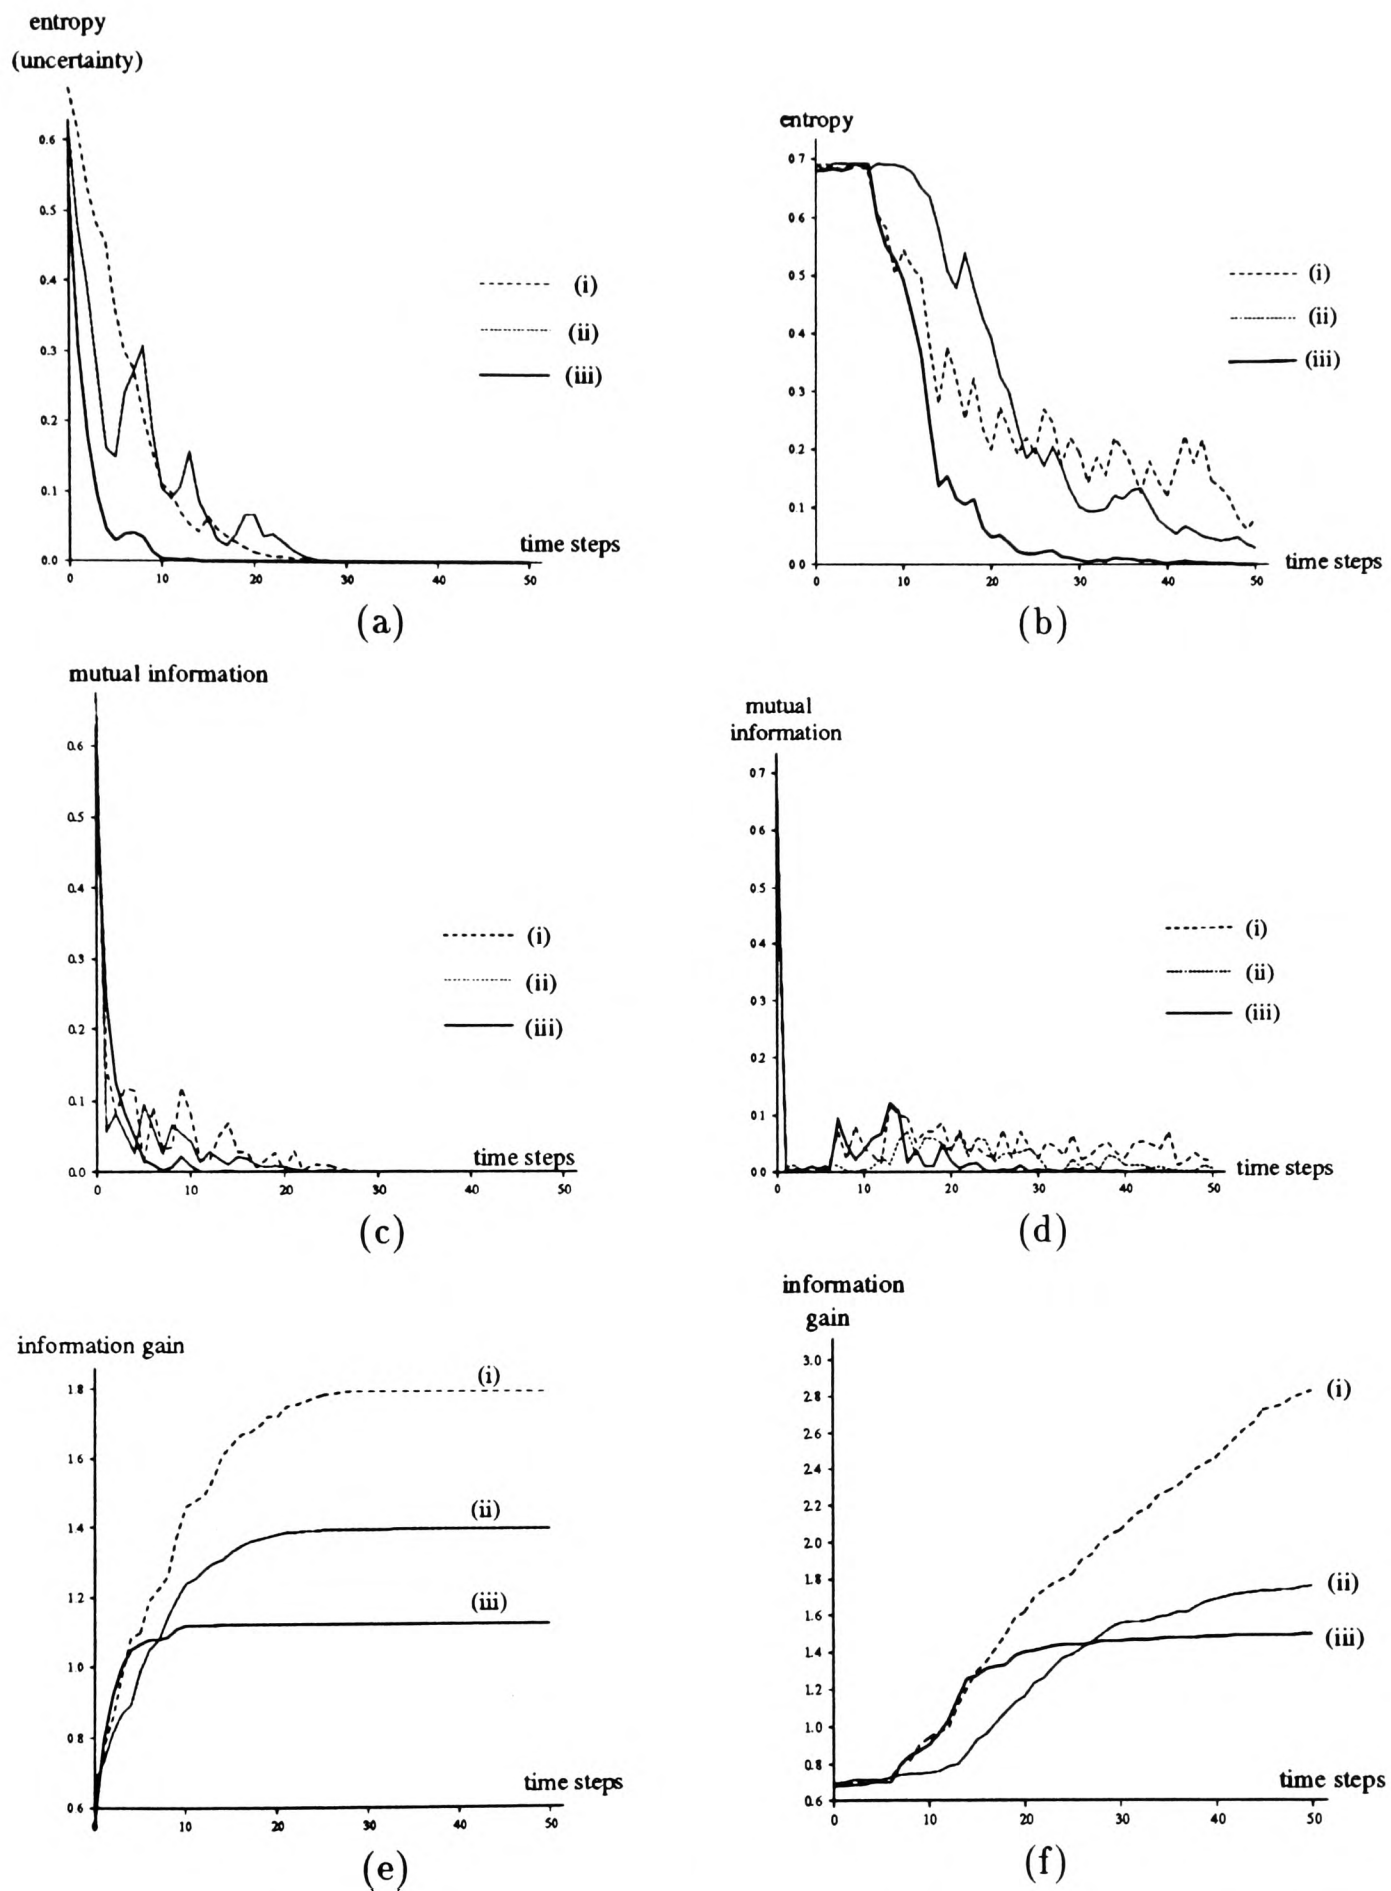 entropy
(uncertainty)
0.6
0.5
0.4
0.3
0.2
0.1
0.0
0
10
20
30
40
50
time steps
(i)
(ii)
(iii)
(a)
entropy
0.7
0.6
0.5
0.4
0.3
0.2
0.1
0.0
0
10
20
30
40
50
time steps
(i)
(ii)
(iii)
(b)
mutual information
0.6
0.5
0.4
0.3
0.2
0.1
0.0
0
10
20
30
40
50
time steps
(i)
(ii)
(iii)
(c)
mutual
information
0.7
0.6
0.5
0.4
0.3
0.2
0.1
0.0
0
10
20
30
40
50
time steps
(i)
(ii)
(iii)
(d)
information gain
1.8
1.6
1.4
1.2
1.0
0.8
0.6
0
10
20
30
40
50
time steps
(i)
(ii)
(iii)
(e)
information
gain
3.0
2.8
2.6
2.4
2.2
2.0
1.8
1.6
1.4
1.2
1.0
0.8
0.6
0
10
20
30
40
50
time steps
(i)
(ii)
(iii)
(f)